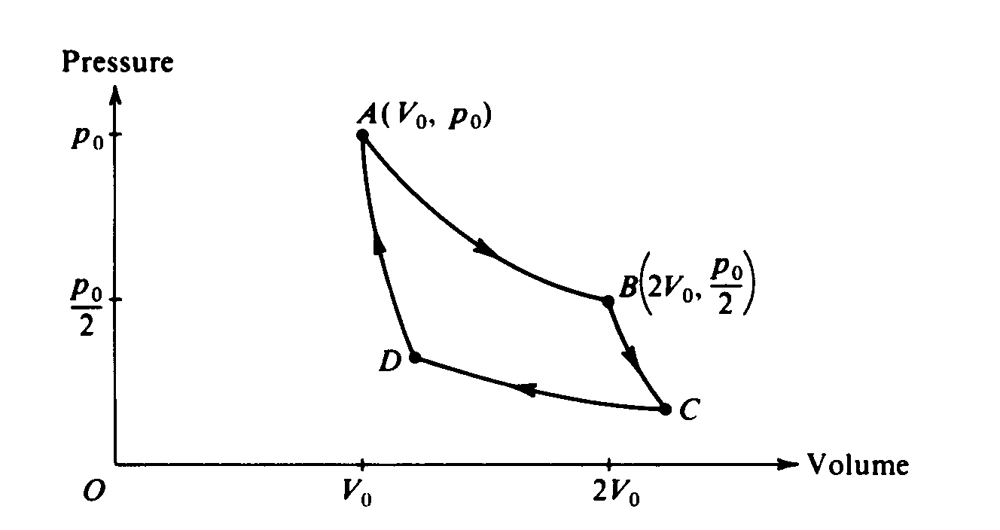 Pressure
A(V₀, p₀)
p₀
B(2V₀, p₀/2)
p₀/2
D
C
Volume
O
V₀
2V₀